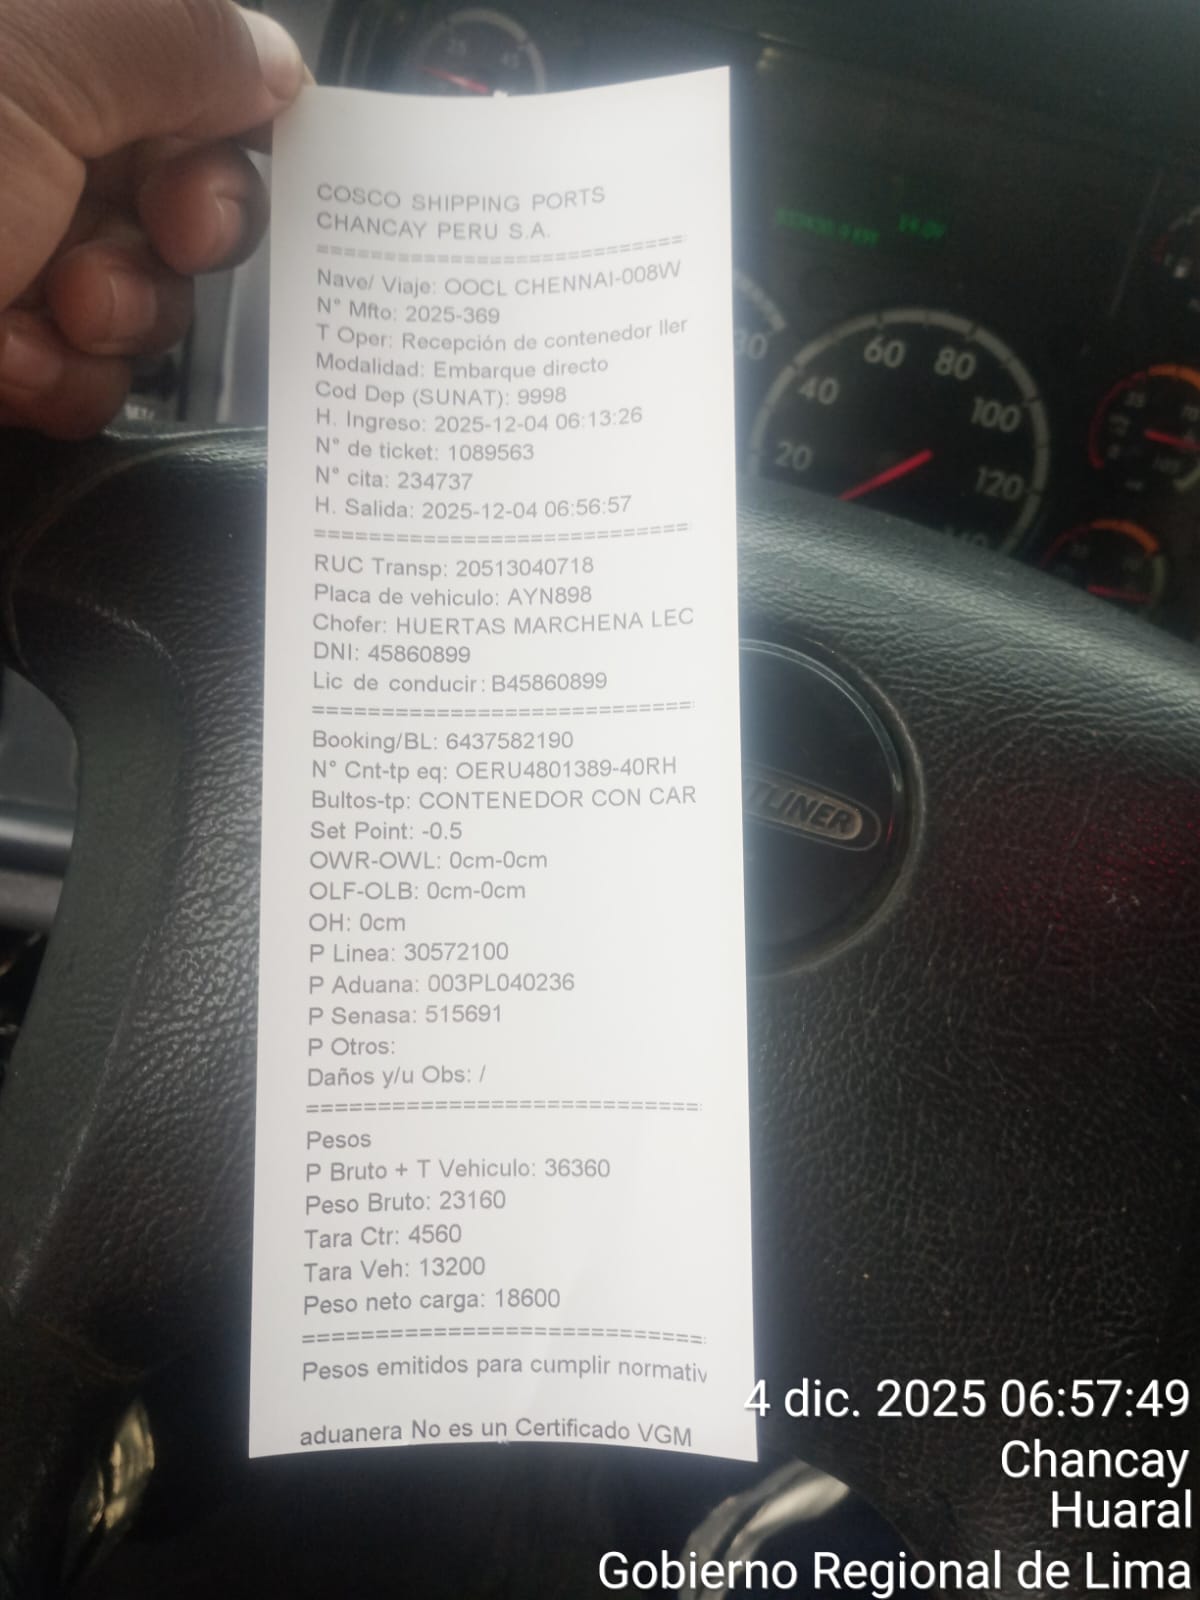 COSCO SHIPPING PORTS
CHANCAY PERU S.A.
==============================
Nave/ Viaje: OOCL CHENNAI-008W
N° Mfto: 2025-369
T Oper: Recepción de contenedor ller
Modalidad: Embarque directo
Cod Dep (SUNAT): 9998
H. Ingreso: 2025-12-04 06:13:26
N° de ticket: 1089563
N° cita: 234737
H. Salida: 2025-12-04 06:56:57
==============================
RUC Transp: 20513040718
Placa de vehiculo: AYN898
Chofer: HUERTAS MARCHENA LEC
DNI: 45860899
Lic de conducir: B45860899
==============================
Booking/BL: 6437582190
N° Cnt-tp eq: OERU4801389-40RH
Bultos-tp: CONTENEDOR CON CAR
Set Point: -0.5
OWR-OWL: 0cm-0cm
OLF-OLB: 0cm-0cm
OH: 0cm
P Linea: 30572100
P Aduana: 003PL040236
P Senasa: 515691
P Otros:
Daños y/u Obs: /
==============================
Pesos
P Bruto + T Vehiculo: 36360
Peso Bruto: 23160
Tara Ctr: 4560
Tara Veh: 13200
Peso neto carga: 18600
==============================
Pesos emitidos para cumplir normativ
aduanera No es un Certificado VGM
20 40 60 80 100 120
4 dic. 2025 06:57:49
Chancay
Huaral
Gobierno Regional de Lima